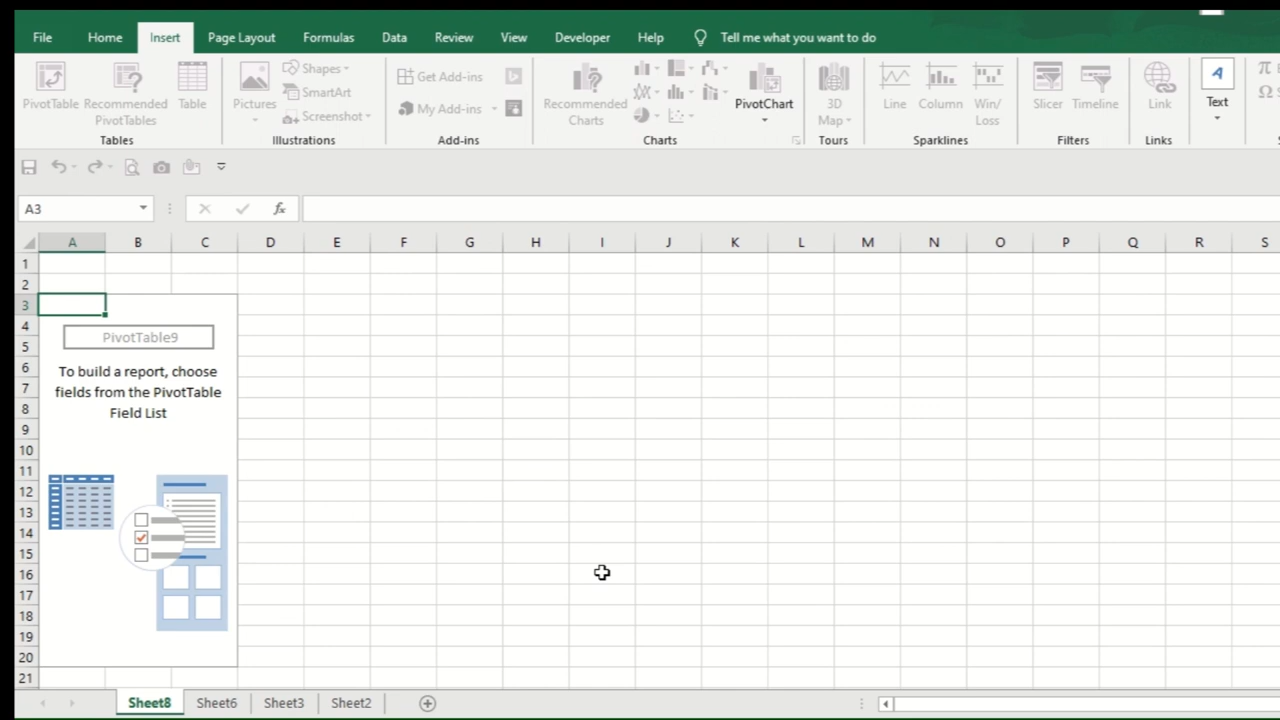 File Home Insert Page Layout Formulas Data Review View Developer Help Tell me what you want to do
PivotTable Recommended PivotTables Table
Tables
Pictures Shapes SmartArt Screenshot
Illustrations
Get Add-ins
My Add-ins
Add-ins
Recommended Charts
PivotChart
Charts
3D Map
Tours
Line Column Win/Loss
Sparklines
Slicer Timeline
Filters
Link
Links
Text
A3 fx
A B C D E F G H I J K L M N O P Q R S
1
2
3
4
5
6
7
8
9
10
11
12
13
14
15
16
17
18
19
20
21
PivotTable9
To build a report, choose
fields from the PivotTable
Field List
Sheet8 Sheet6 Sheet3 Sheet2